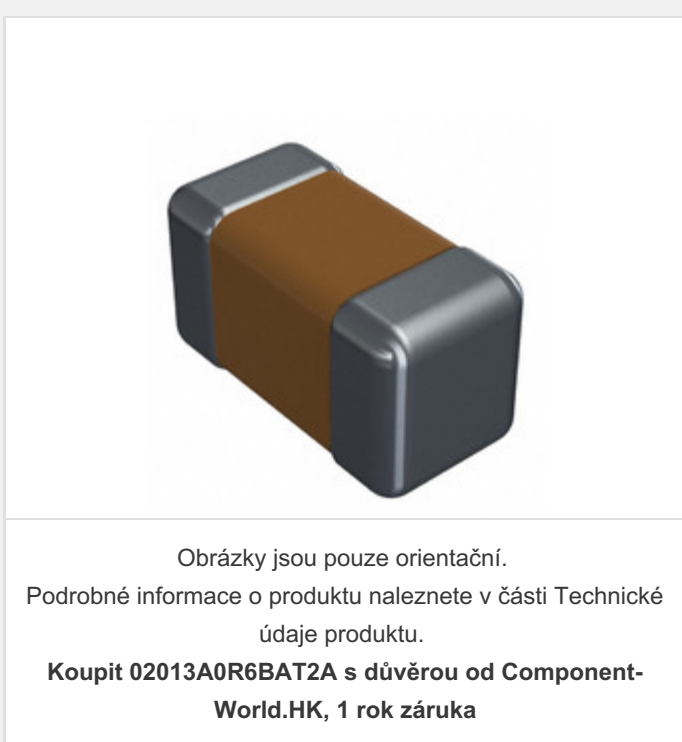 Obrázky jsou pouze orientační.
Podrobné informace o produktu naleznete v části Technické
údaje produktu.
Koupit 02013A0R6BAT2A s důvěrou od Component-
World.HK, 1 rok záruka